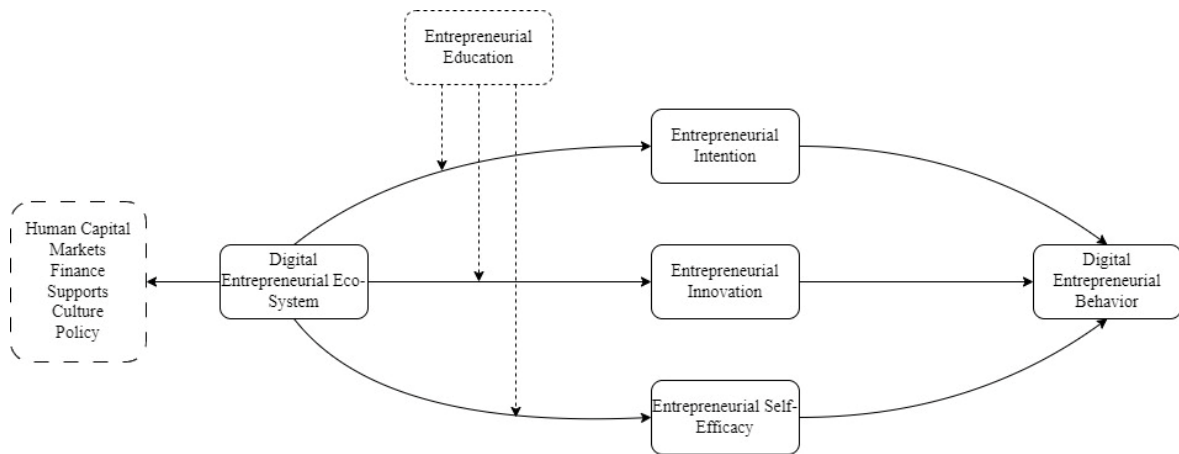 Entrepreneurial
Education
Entrepreneurial
Intention
Human Capital
Markets
Finance
Supports
Culture
Policy
Digital
Entrepreneurial Eco-
System
Entrepreneurial
Innovation
Digital
Entrepreneurial
Behavior
Entrepreneurial Self-
Efficacy